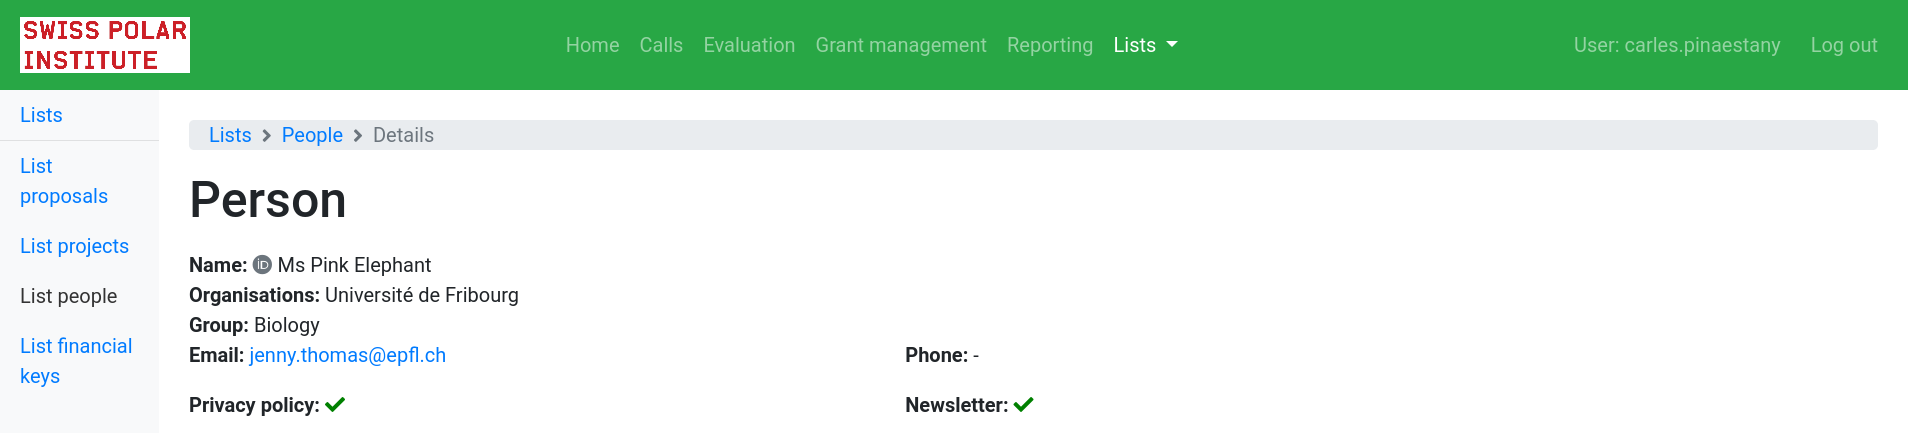 SWISS POLAR
INSTITUTE
Home Calls Evaluation Grant management Reporting Lists
User: carles.pinaestany Log out
Lists
List
proposals
List projects
List people
List financial
keys
Lists > People > Details
Person
Name: iD Ms Pink Elephant
Organisations: Université de Fribourg
Group: Biology
Email: jenny.thomas@epfl.ch Phone: -
Privacy policy: ✔ Newsletter: ✔